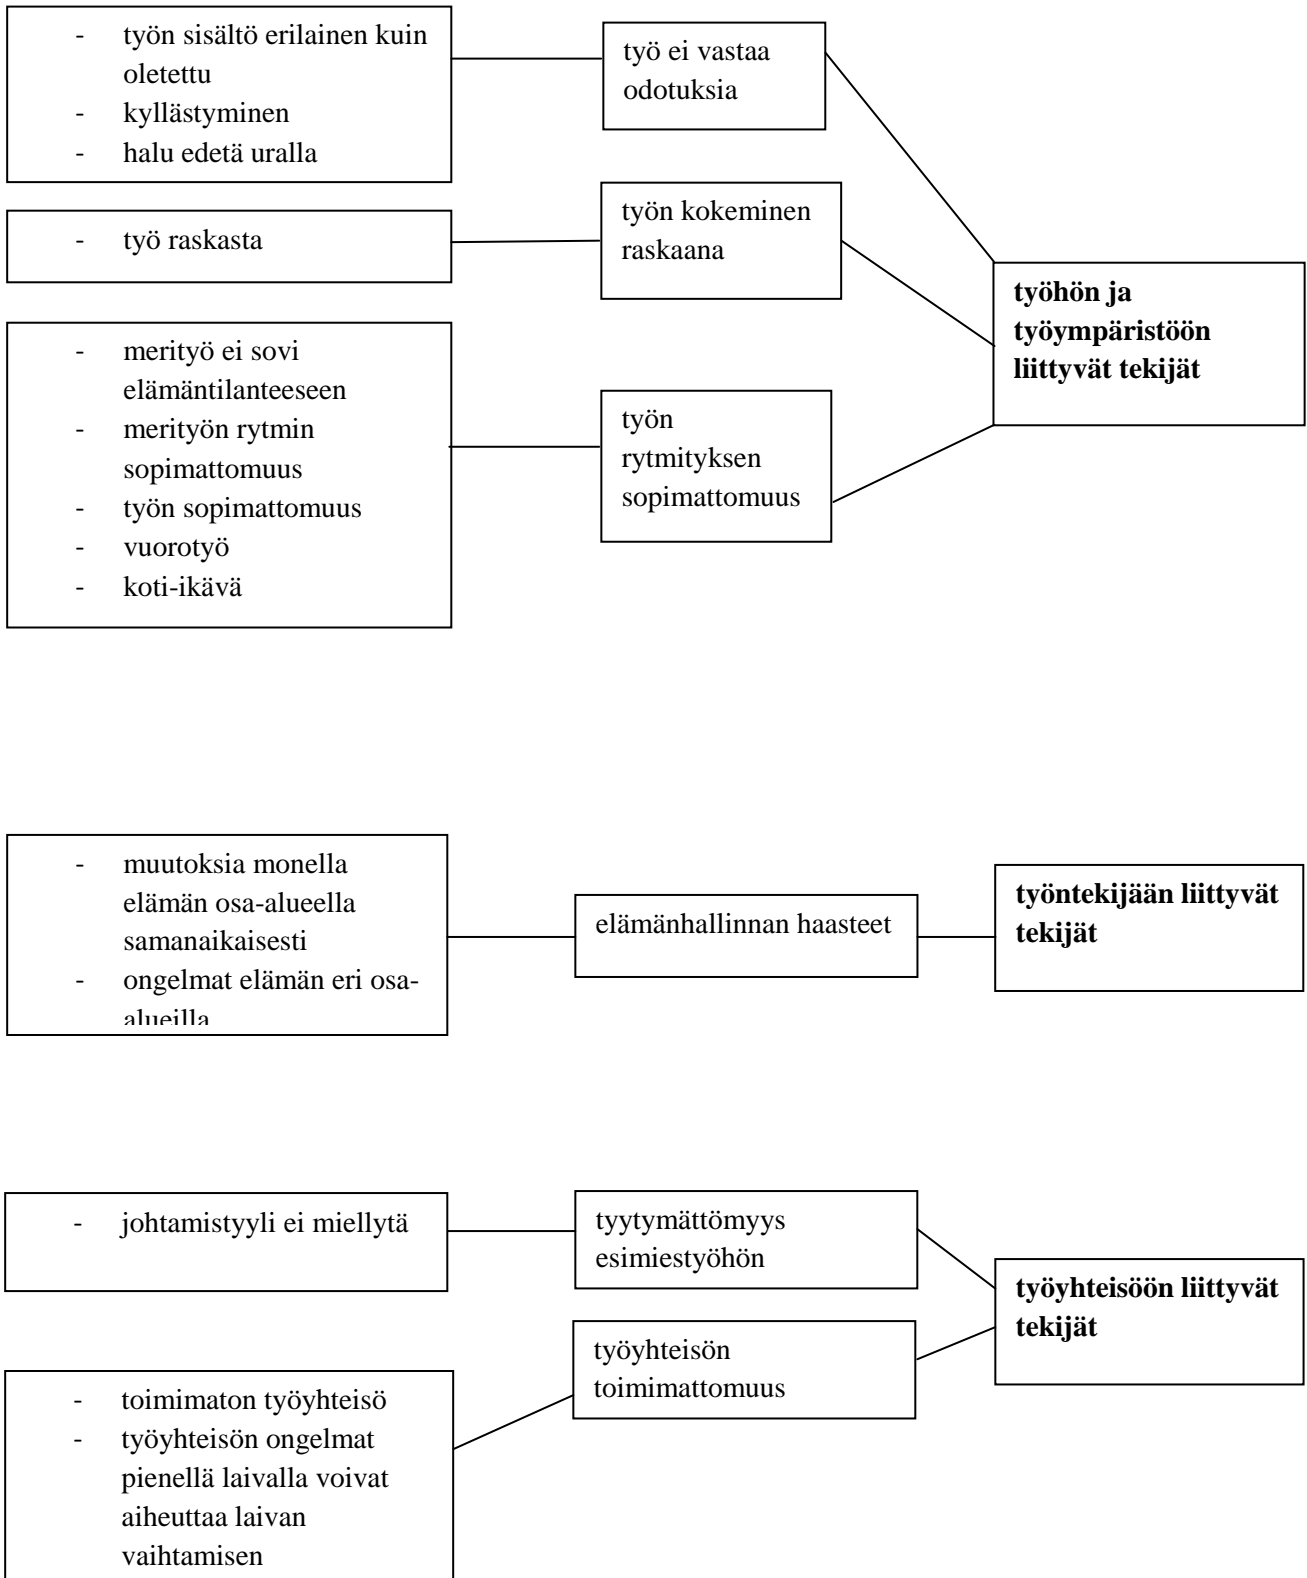 - työn sisältö erilainen kuin
oletettu
- kyllästyminen
- halu edetä uralla
työ ei vastaa
odotuksia
- työ raskasta
työn kokeminen
raskaana
- merityö ei sovi
elämäntilanteeseen
- merityön rytmin
sopimattomuus
- työn sopimattomuus
- vuorotyö
- koti-ikävä
työn
rytmityksen
sopimattomuus
työhön ja
työympäristöön
liittyvät tekijät
- muutoksia monella
elämän osa-alueella
samanaikaisesti
- ongelmat elämän eri osa-
alueilla
elämänhallinnan haasteet
työntekijään liittyvät
tekijät
- johtamistyyli ei miellytä
tyytymättömyys
esimiestyöhön
- toimimaton työyhteisö
- työyhteisön ongelmat
pienellä laivalla voivat
aiheuttaa laivan
vaihtamisen
työyhteisön
toimimattomuus
työyhteisöön liittyvät
tekijät